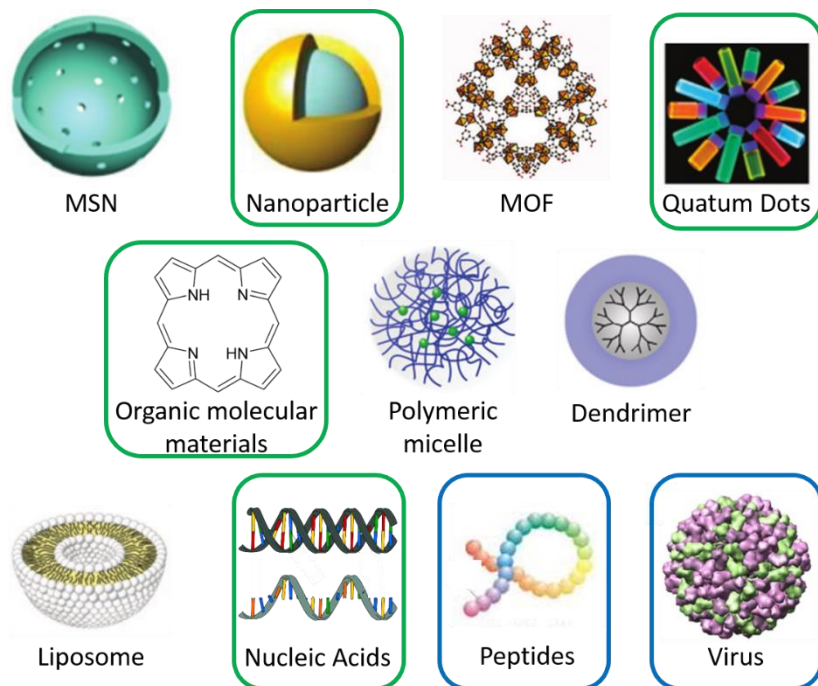 MSN
Nanoparticle
MOF
Quatum Dots
NH
N
N
HN
Organic molecular
materials
Polymeric
micelle
Dendrimer
Liposome
Nucleic Acids
Peptides
Virus